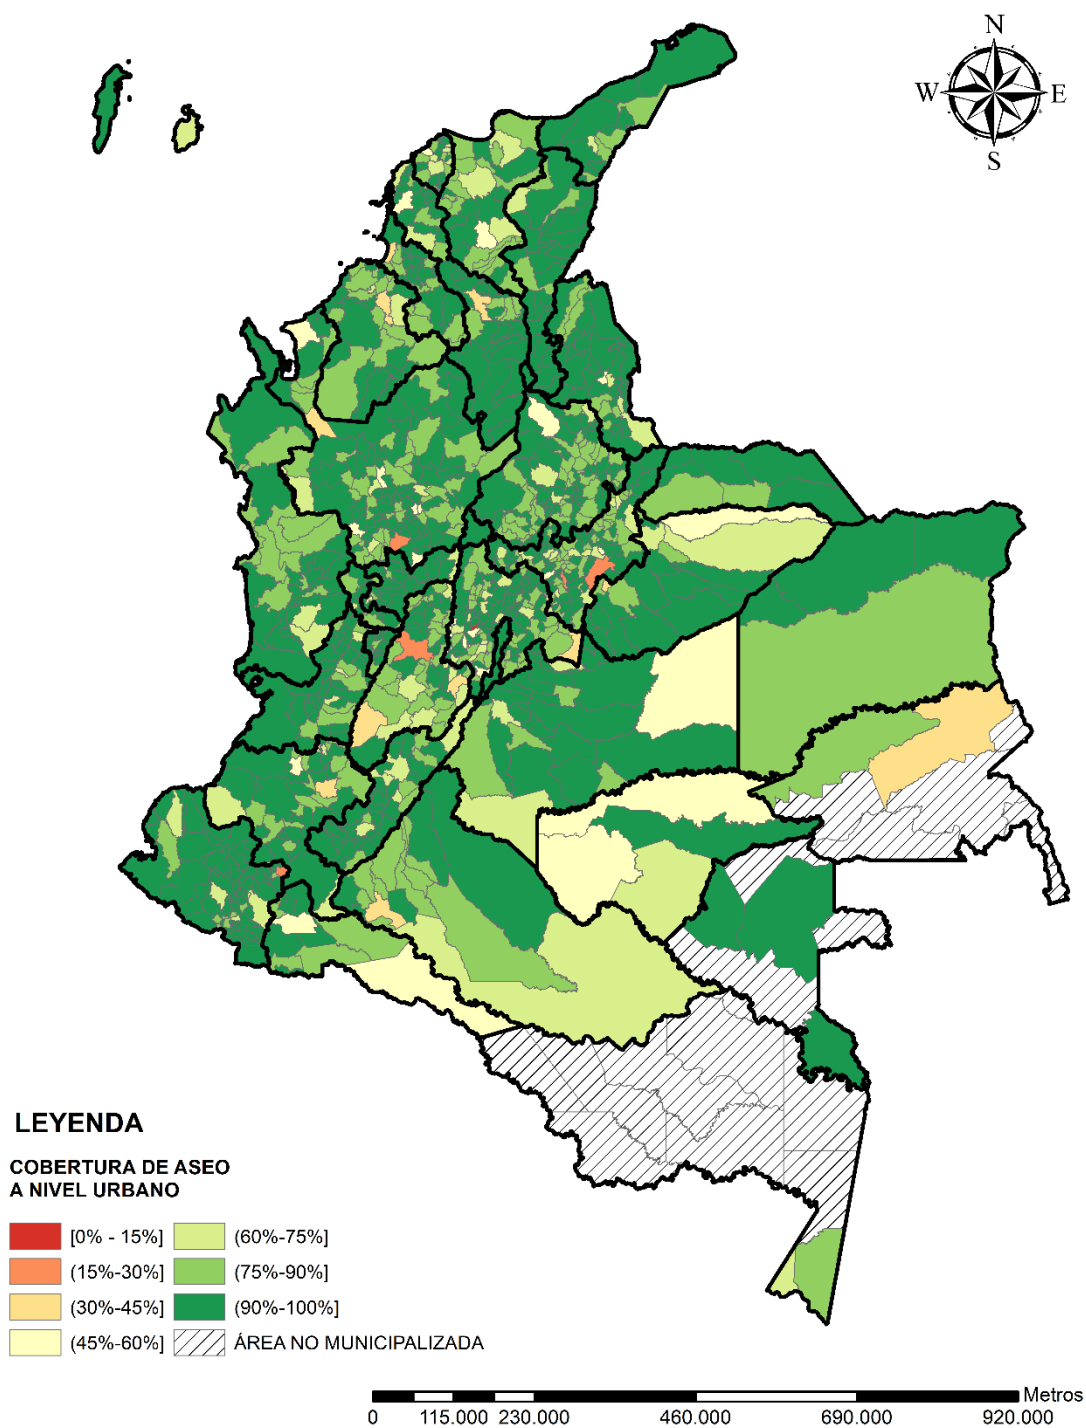 N
W E
S
LEYENDA
COBERTURA DE ASEO
A NIVEL URBANO
[0% - 15%] (60%-75%]
(15%-30%] (75%-90%]
(30%-45%] (90%-100%]
(45%-60%] ÁREA NO MUNICIPALIZADA
Metros
0 115.000 230.000 460.000 690.000 920.000